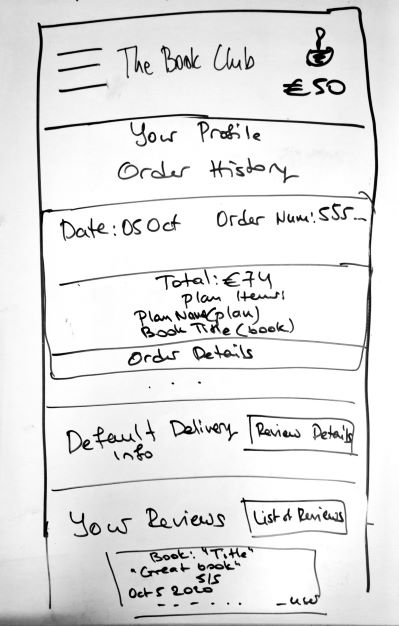 The Book Club
€50
Your Profile
Order History
Date: 05 Oct Order Num: 555...
Total: €74
Plan Items:
Plan Name (plan)
Book Title (book)
Order Details
. . .
Default Delivery Info
Review Details
Your Reviews
List of Reviews
Book: "Title"
"Great book"
5/5
Oct 5 2020